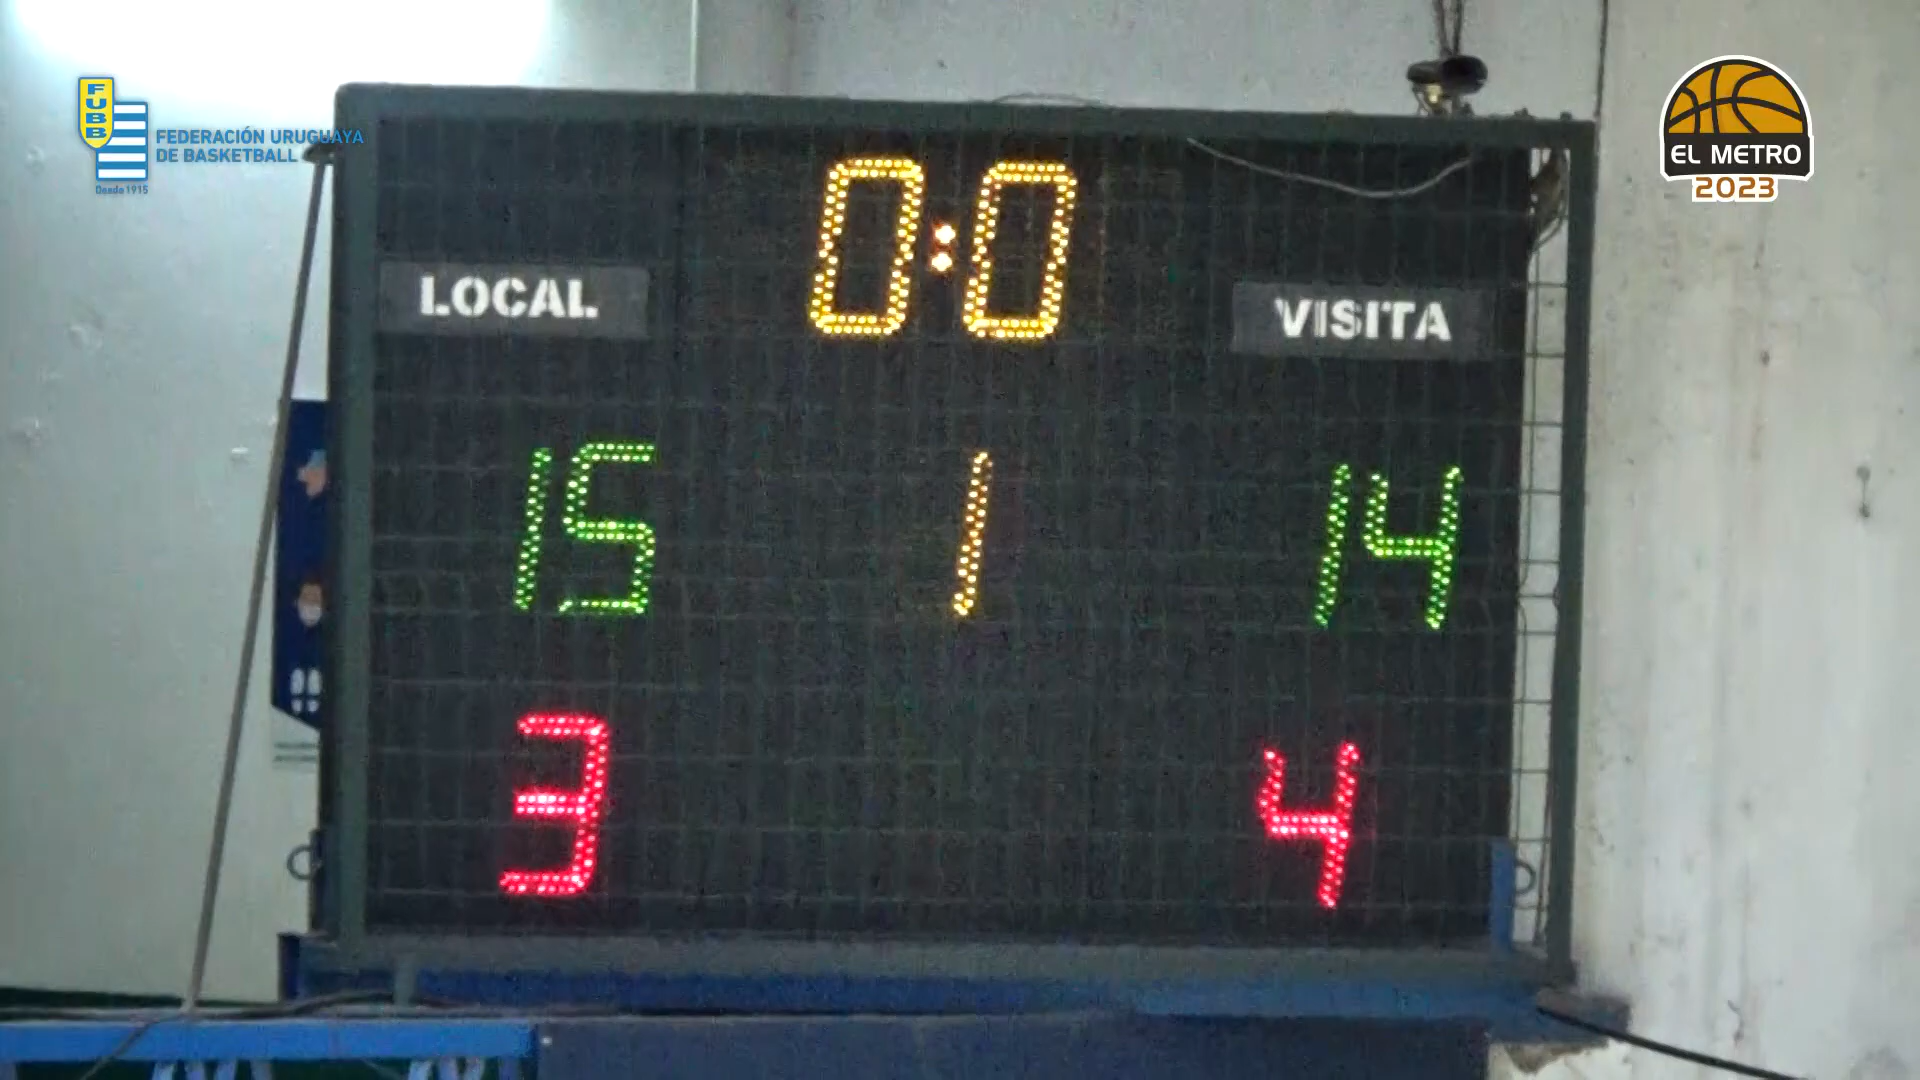 FUBB
FEDERACIÓN URUGUAYA
DE BASKETBALL
Desde 1915
EL METRO
2023
0:0
LOCAL
VISITA
15
1
14
3
4